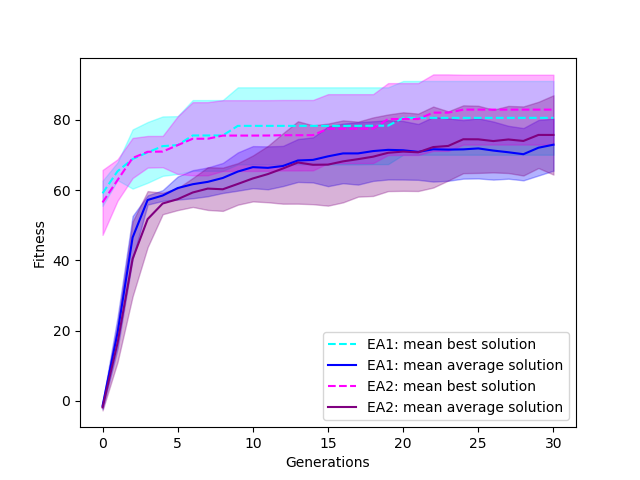 80
60
40
20
0
Fitness
EA1: mean best solution
EA1: mean average solution
EA2: mean best solution
EA2: mean average solution
0 5 10 15 20 25 30
Generations